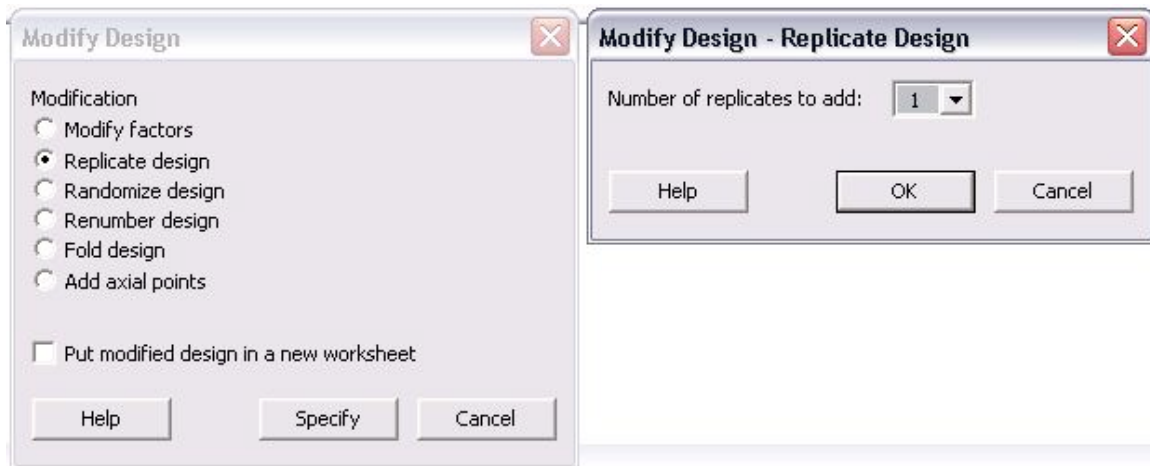 Modify Design
Modification
Modify factors
Replicate design
Randomize design
Renumber design
Fold design
Add axial points
Put modified design in a new worksheet
Help Specify Cancel
Modify Design - Replicate Design
Number of replicates to add: 1
Help OK Cancel